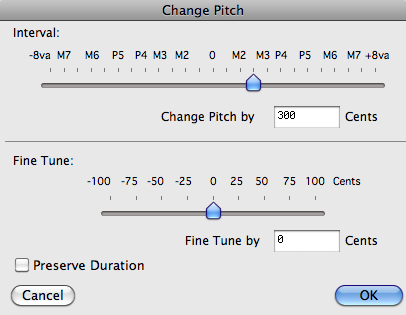 Change Pitch
Interval:
-8va M7 M6 P5 P4 M3 M2 0 M2 M3 P4 P5 M6 M7 +8va
Change Pitch by 300 Cents
Fine Tune:
-100 -75 -50 -25 0 25 50 75 100 Cents
Fine Tune by 0 Cents
Preserve Duration
Cancel OK